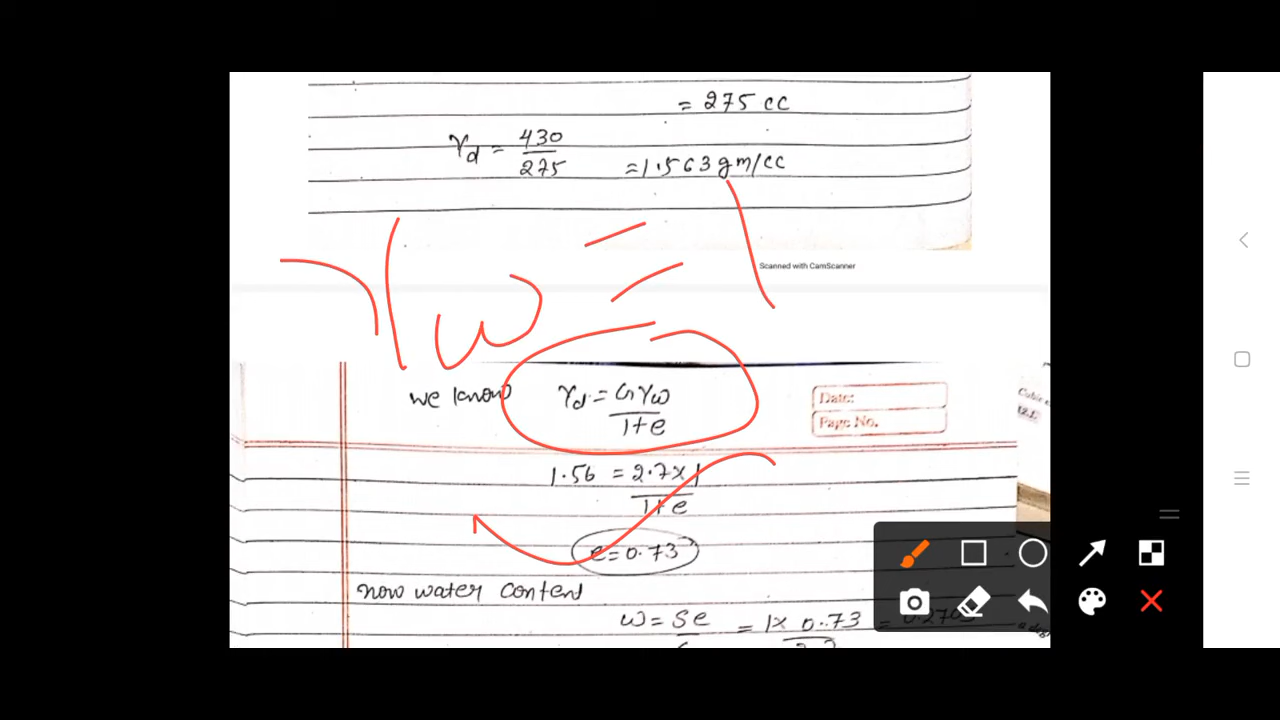 = 275 cc
γd = 430/275 = 1.563 gm/cc
γw = 1
Scanned with CamScanner
we know γd = Gγw/1+e
Date:
Page No.
1.56 = 2.7×1/1+e
e = 0.73
now water content
w = Se = 1× 0.73 =